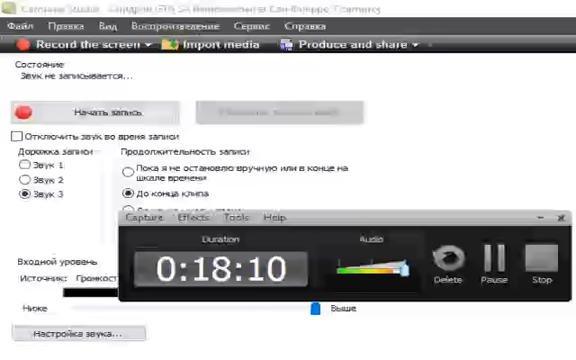 Camtasia Studio -
Файл Правка Вид Воспроизведение Сервис Справка
Record the screen Import media Produce and share
Состояние
Звук не записывается...
Начать запись
Отключить звук во время записи
Дорожка записи
Звук 1
Звук 2
Звук 3
Продолжительность записи
Пока я не остановлю вручную или в конце на
шкале времени
До конца клипа
Capture Effects Tools Help
Duration
0:18:10
Audio
Delete Pause Stop
Входной уровень
Источник: Громкост
Ниже Выше
Настройка звука...